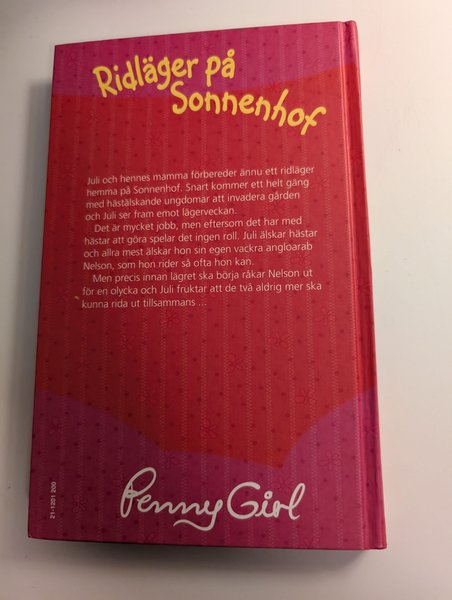 Ridläger på
Sonnenhof
Juli och hennes mamma förbereder ännu ett ridläger
hemma på Sonnenhof. Snart kommer ett helt gäng
med hästälskande ungdomar att invadera gården
och Juli ser fram emot lägerveckan.
Det är mycket jobb, men eftersom det har med
hästar att göra spelar det ingen roll. Juli älskar hästar
och allra mest älskar hon sin egen vackra angloarab
Nelson, som hon rider så ofta hon kan.
Men precis innan lägret ska börja råkar Nelson ut
för en olycka och Juli fruktar att de två aldrig mer ska
kunna rida ut tillsammans ...
Penny Girl
21-1201 200